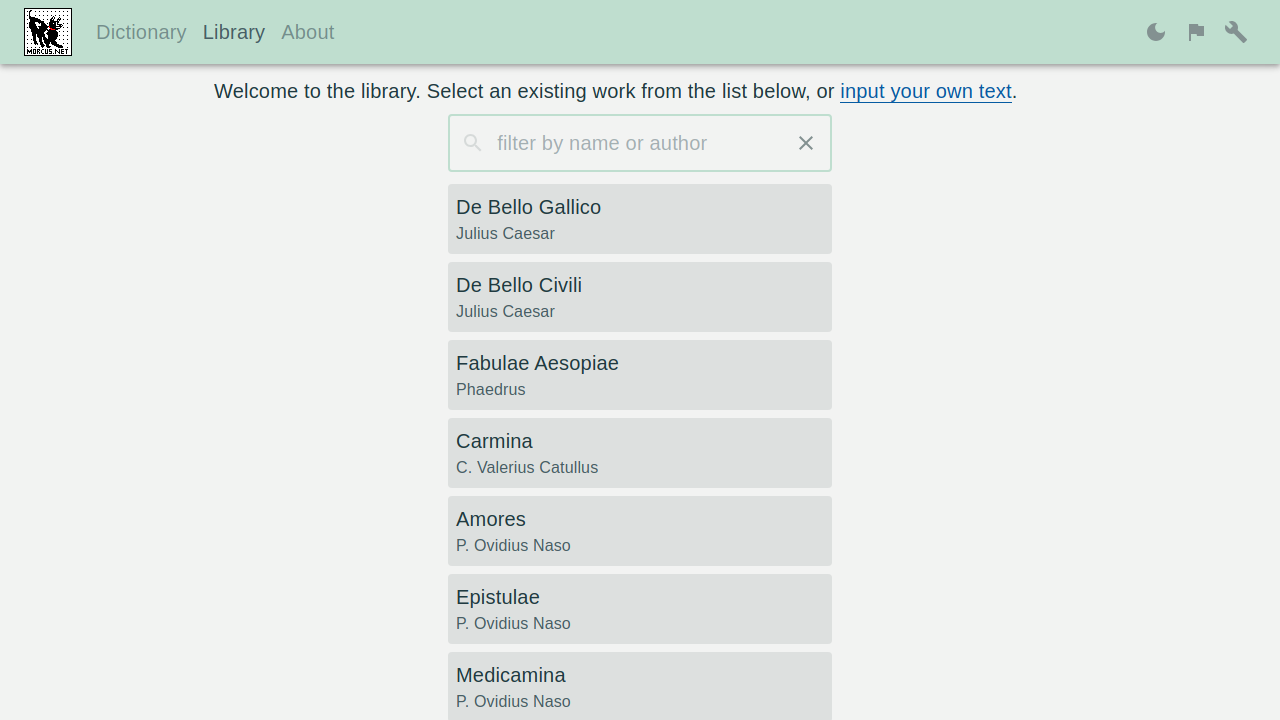 MORCUS.NET
Dictionary Library About
Welcome to the library. Select an existing work from the list below, or input your own text.
filter by name or author
De Bello Gallico
Julius Caesar
De Bello Civili
Julius Caesar
Fabulae Aesopiae
Phaedrus
Carmina
C. Valerius Catullus
Amores
P. Ovidius Naso
Epistulae
P. Ovidius Naso
Medicamina
P. Ovidius Naso